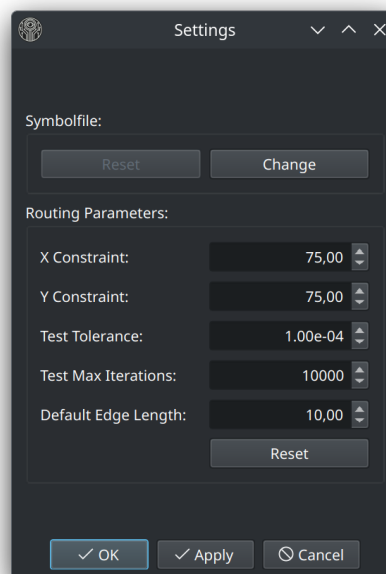 Settings
Symbolfile:
Reset Change
Routing Parameters:
X Constraint: 75,00
Y Constraint: 75,00
Test Tolerance: 1.00e-04
Test Max Iterations: 10000
Default Edge Length: 10,00
Reset
OK Apply Cancel